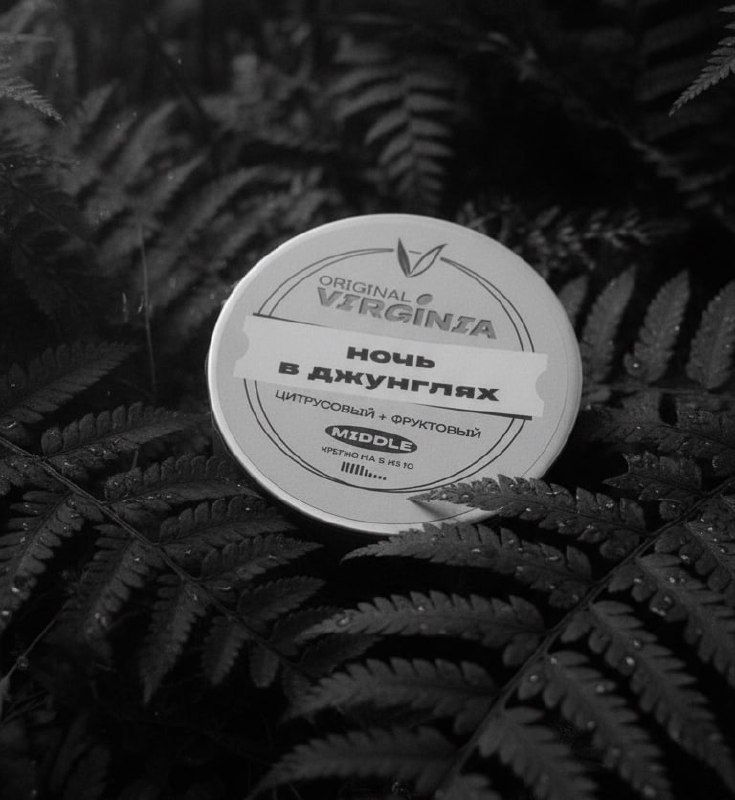 ORIGINAL
VIRGINIA
НОЧЬ
В ДЖУНГЛЯХ
ЦИТРУСОВЫЙ + ФРУКТОВЫЙ
MIDDLE
КРЕПКО НА 5 ИЗ 10